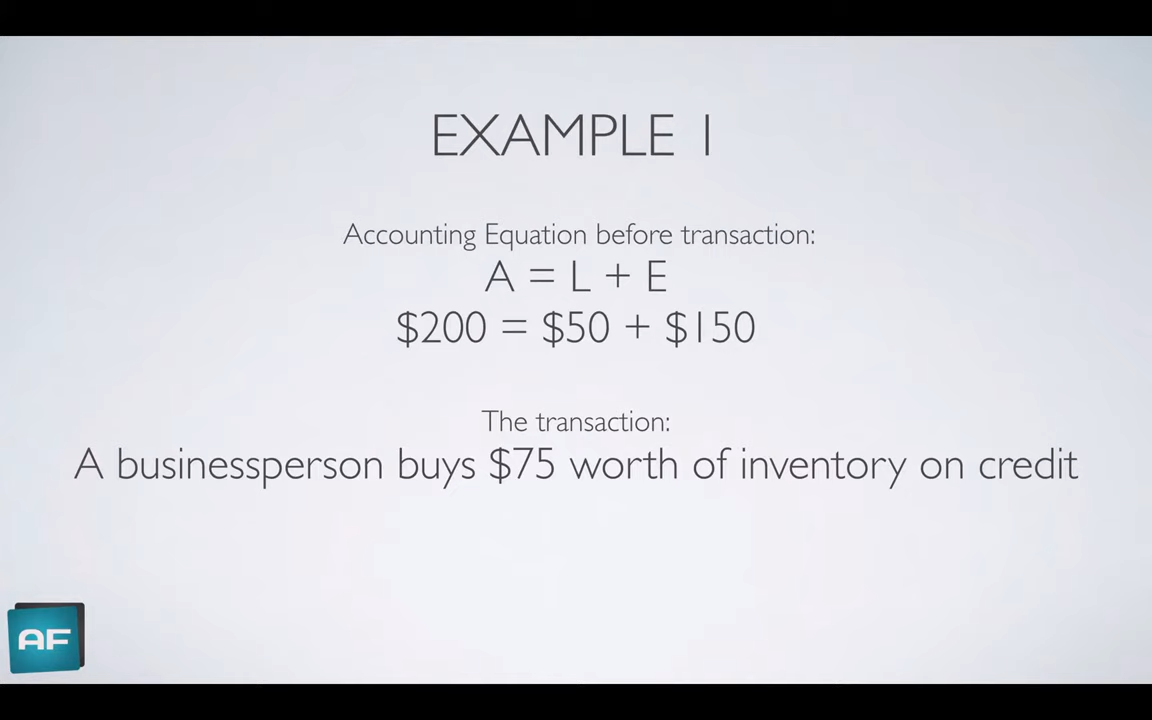 EXAMPLE 1
Accounting Equation before transaction:
A = L + E
$200 = $50 + $150
The transaction:
A businessperson buys $75 worth of inventory on credit
AF